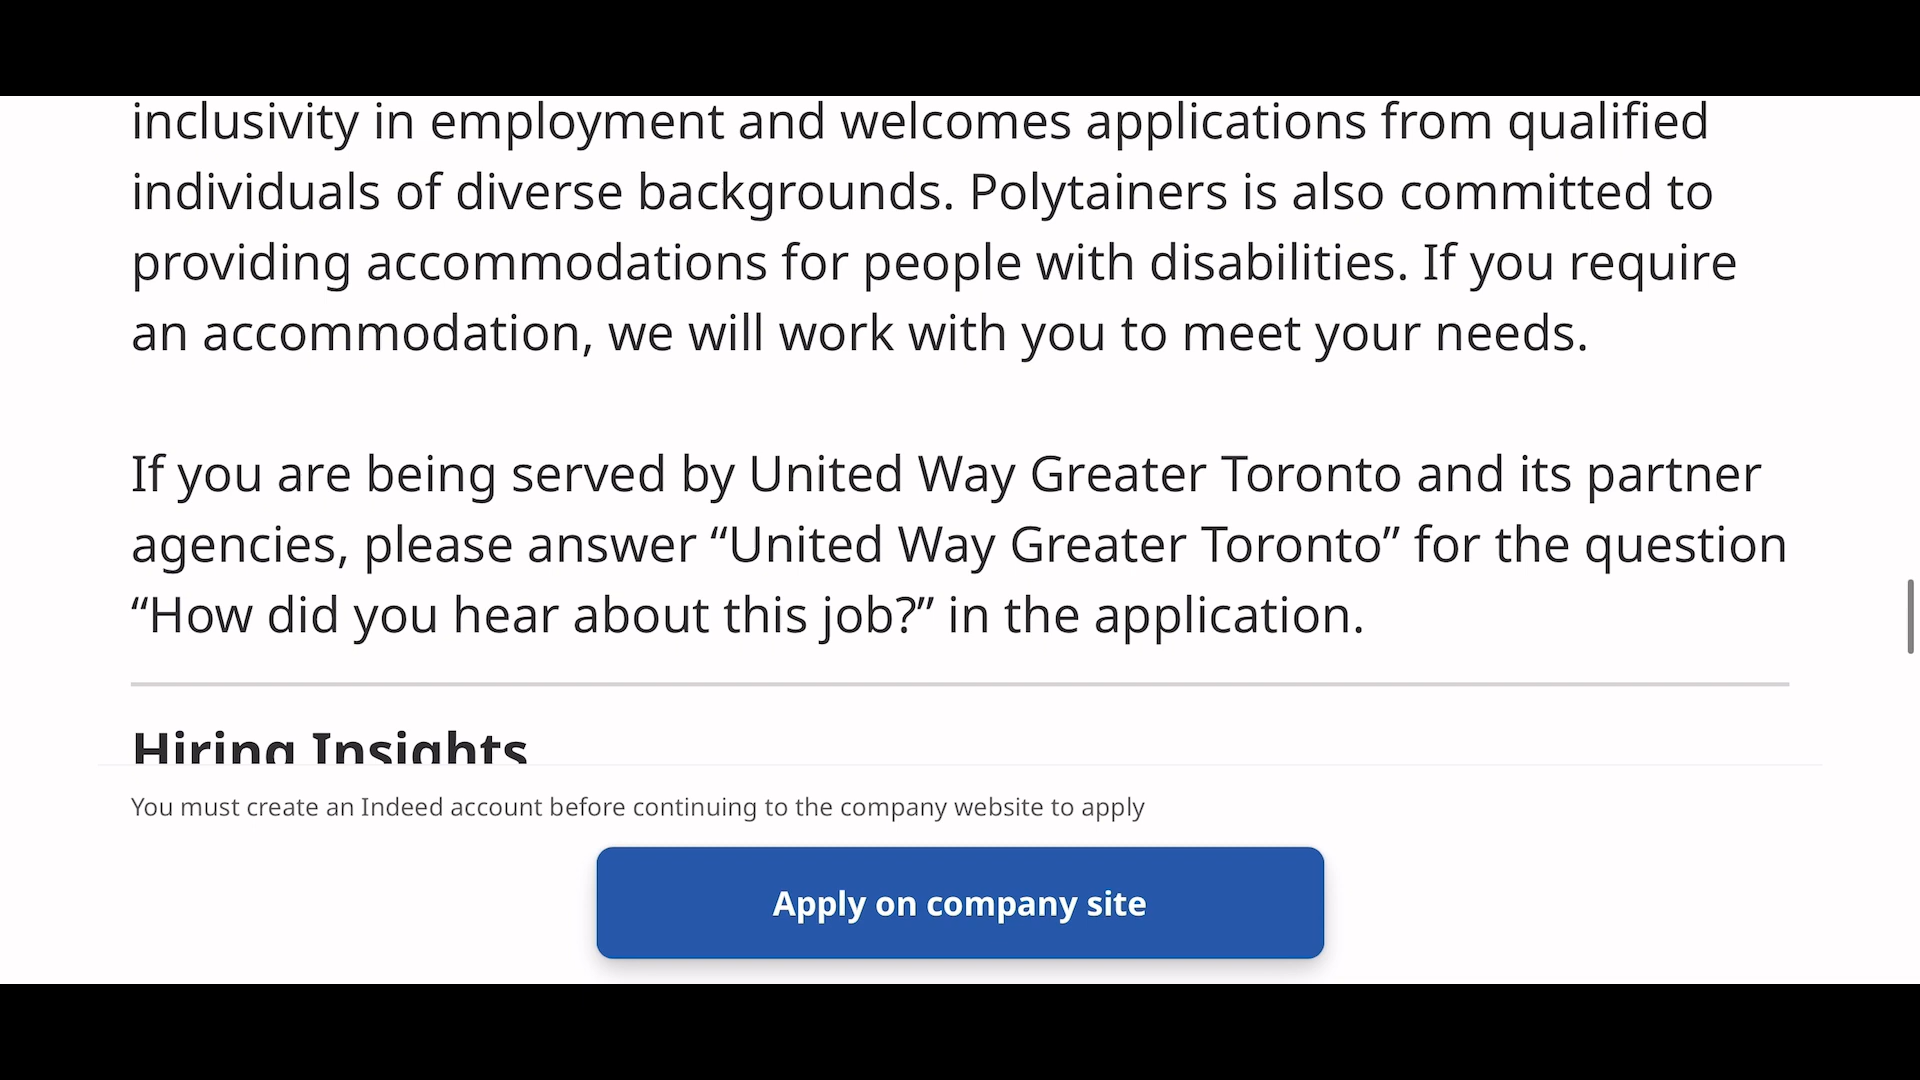 inclusivity in employment and welcomes applications from qualified
individuals of diverse backgrounds. Polytainers is also committed to
providing accommodations for people with disabilities. If you require
an accommodation, we will work with you to meet your needs.
If you are being served by United Way Greater Toronto and its partner
agencies, please answer “United Way Greater Toronto” for the question
“How did you hear about this job?” in the application.
Hiring Insights
You must create an Indeed account before continuing to the company website to apply
Apply on company site